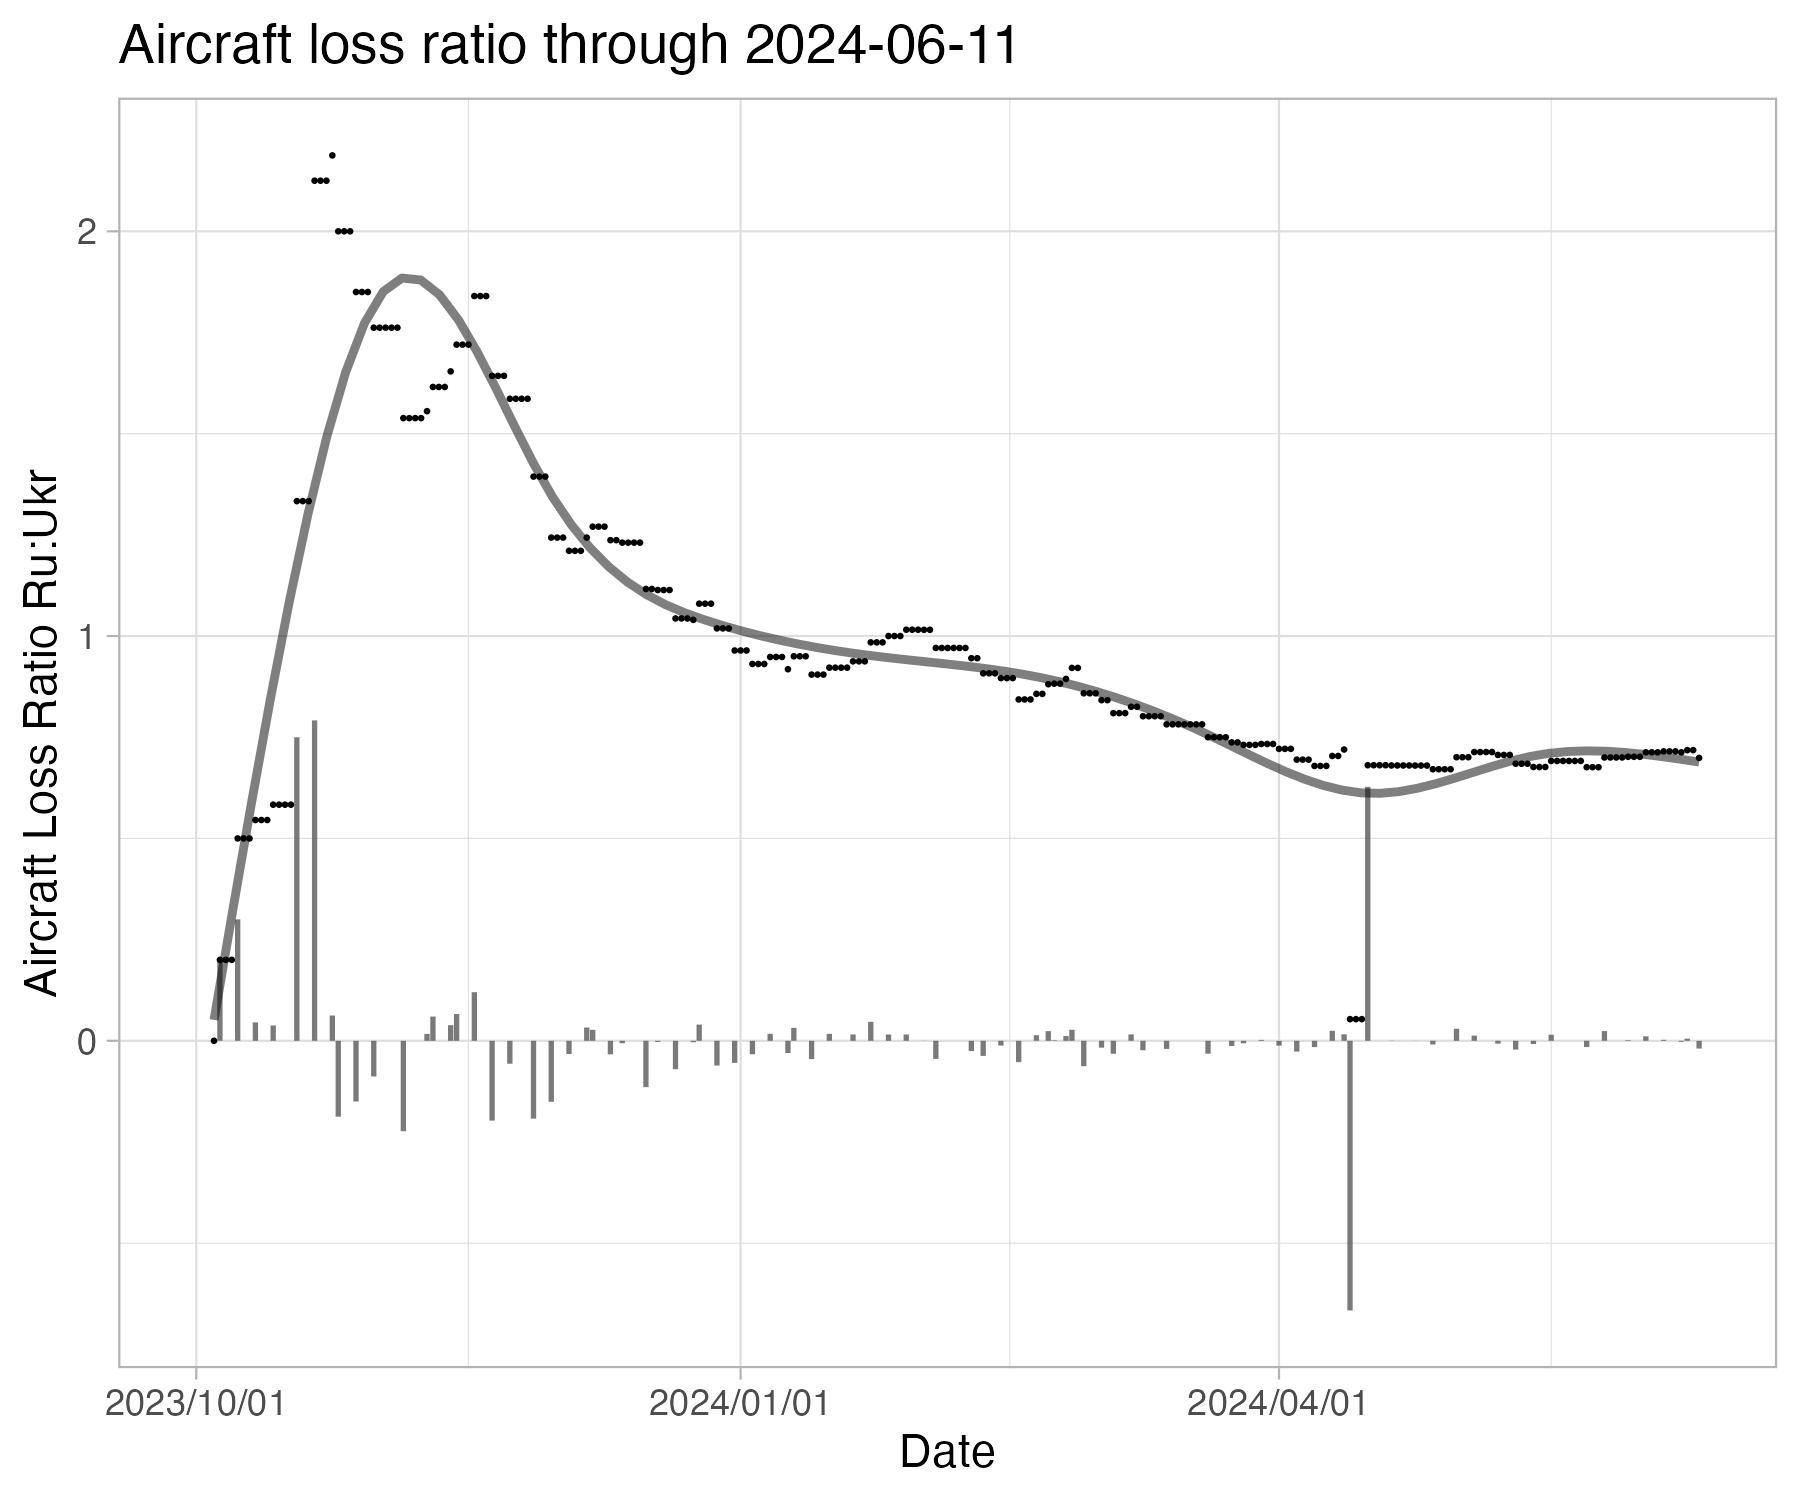 Aircraft loss ratio through 2024-06-11
Aircraft Loss Ratio Ru:Ukr
2
1
0
2023/10/01
2024/01/01
2024/04/01
Date